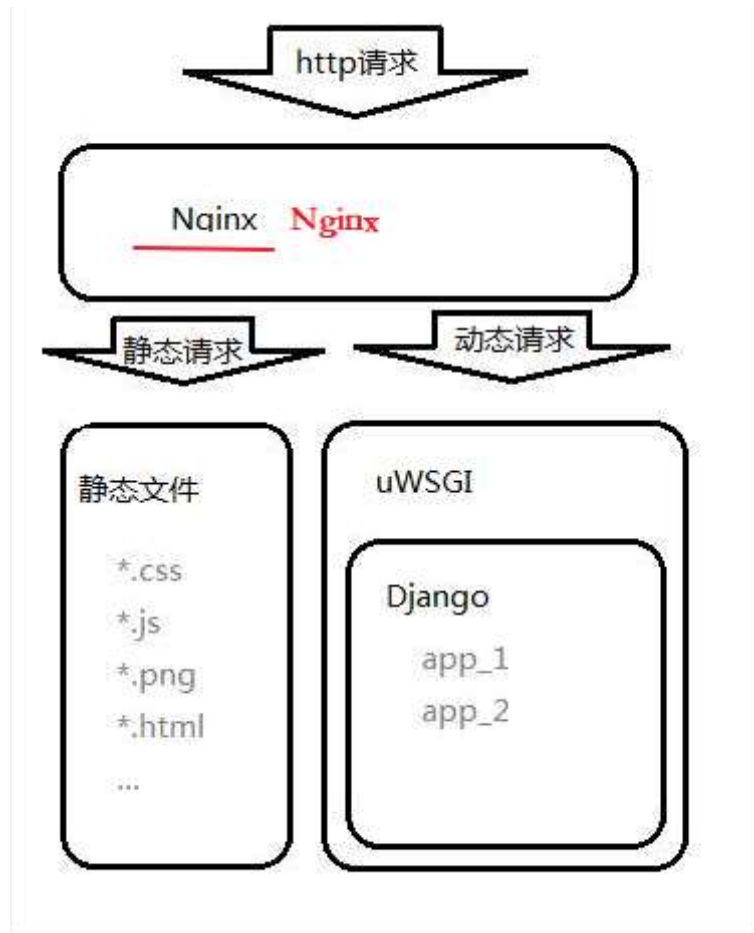 http请求
Nginx Nginx
静态请求
动态请求
静态文件
*.css
*.js
*.png
*.html
...
uWSGI
Django
app_1
app_2